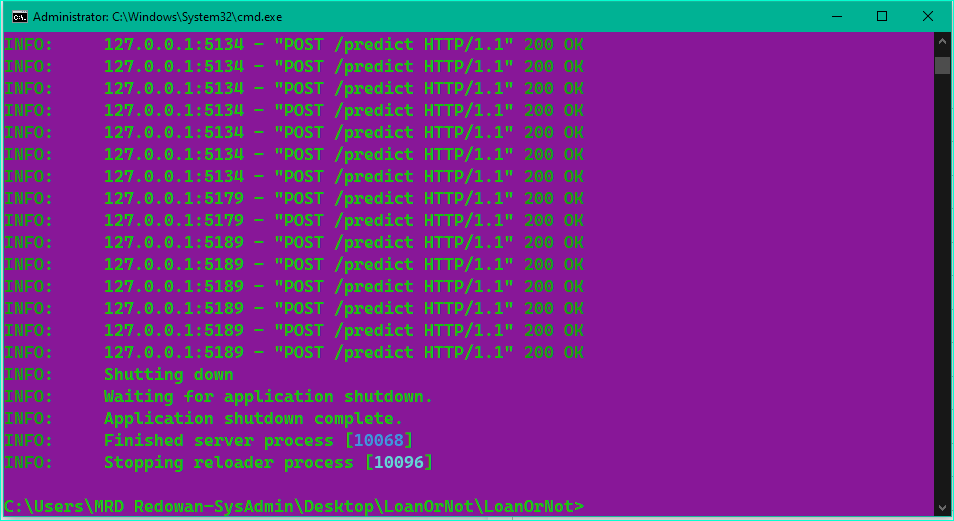 Administrator: C:\Windows\System32\cmd.exe
INFO:     127.0.0.1:5134 - "POST /predict HTTP/1.1" 200 OK
INFO:     127.0.0.1:5134 - "POST /predict HTTP/1.1" 200 OK
INFO:     127.0.0.1:5134 - "POST /predict HTTP/1.1" 200 OK
INFO:     127.0.0.1:5134 - "POST /predict HTTP/1.1" 200 OK
INFO:     127.0.0.1:5134 - "POST /predict HTTP/1.1" 200 OK
INFO:     127.0.0.1:5134 - "POST /predict HTTP/1.1" 200 OK
INFO:     127.0.0.1:5134 - "POST /predict HTTP/1.1" 200 OK
INFO:     127.0.0.1:5179 - "POST /predict HTTP/1.1" 200 OK
INFO:     127.0.0.1:5179 - "POST /predict HTTP/1.1" 200 OK
INFO:     127.0.0.1:5189 - "POST /predict HTTP/1.1" 200 OK
INFO:     127.0.0.1:5189 - "POST /predict HTTP/1.1" 200 OK
INFO:     127.0.0.1:5189 - "POST /predict HTTP/1.1" 200 OK
INFO:     127.0.0.1:5189 - "POST /predict HTTP/1.1" 200 OK
INFO:     127.0.0.1:5189 - "POST /predict HTTP/1.1" 200 OK
INFO:     127.0.0.1:5189 - "POST /predict HTTP/1.1" 200 OK
INFO:     Shutting down
INFO:     Waiting for application shutdown.
INFO:     Application shutdown complete.
INFO:     Finished server process [10068]
INFO:     Stopping reloader process [10096]
C:\Users\MRD Redowan-SysAdmin\Desktop\LoanOrNot\LoanOrNot>